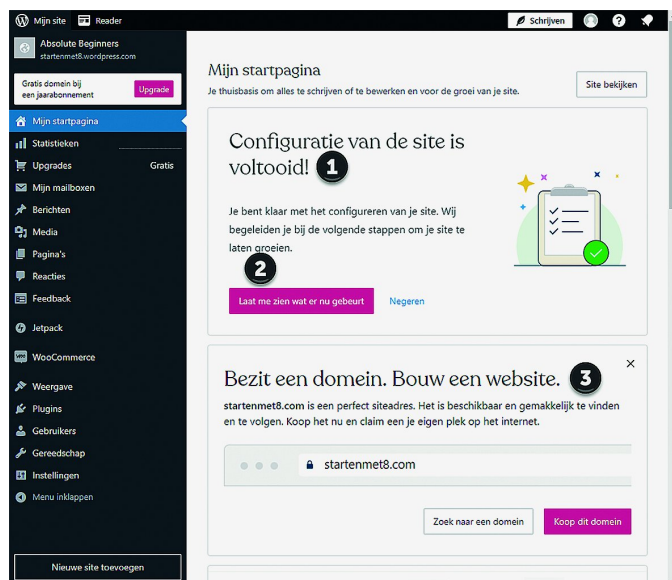 Mijn site Reader Schrijven
Absolute Beginners
startenmet8.wordpress.com
Gratis domein bij
een jaarabonnement
Upgrade
Mijn startpagina
Statistieken
Upgrades Gratis
Mijn mailboxen
Berichten
Media
Pagina's
Reacties
Feedback
Jetpack
WooCommerce
Weergave
Plugins
Gebruikers
Gereedschap
Instellingen
Menu inklappen
Nieuwe site toevoegen
Mijn startpagina
Je thuisbasis om alles te schrijven of te bewerken en voor de groei van je site.
Site bekijken
Configuratie van de site is
voltooid! 1
Je bent klaar met het configureren van je site. Wij
begeleiden je bij de volgende stappen om je site te
laten groeien.
2
Laat me zien wat er nu gebeurt Negeren
Bezit een domein. Bouw een website. 3
startenmet8.com is een perfect siteadres. Het is beschikbaar en gemakkelijk te vinden
en te volgen. Koop het nu en claim een je eigen plek op het internet.
startenmet8.com
Zoek naar een domein Koop dit domein